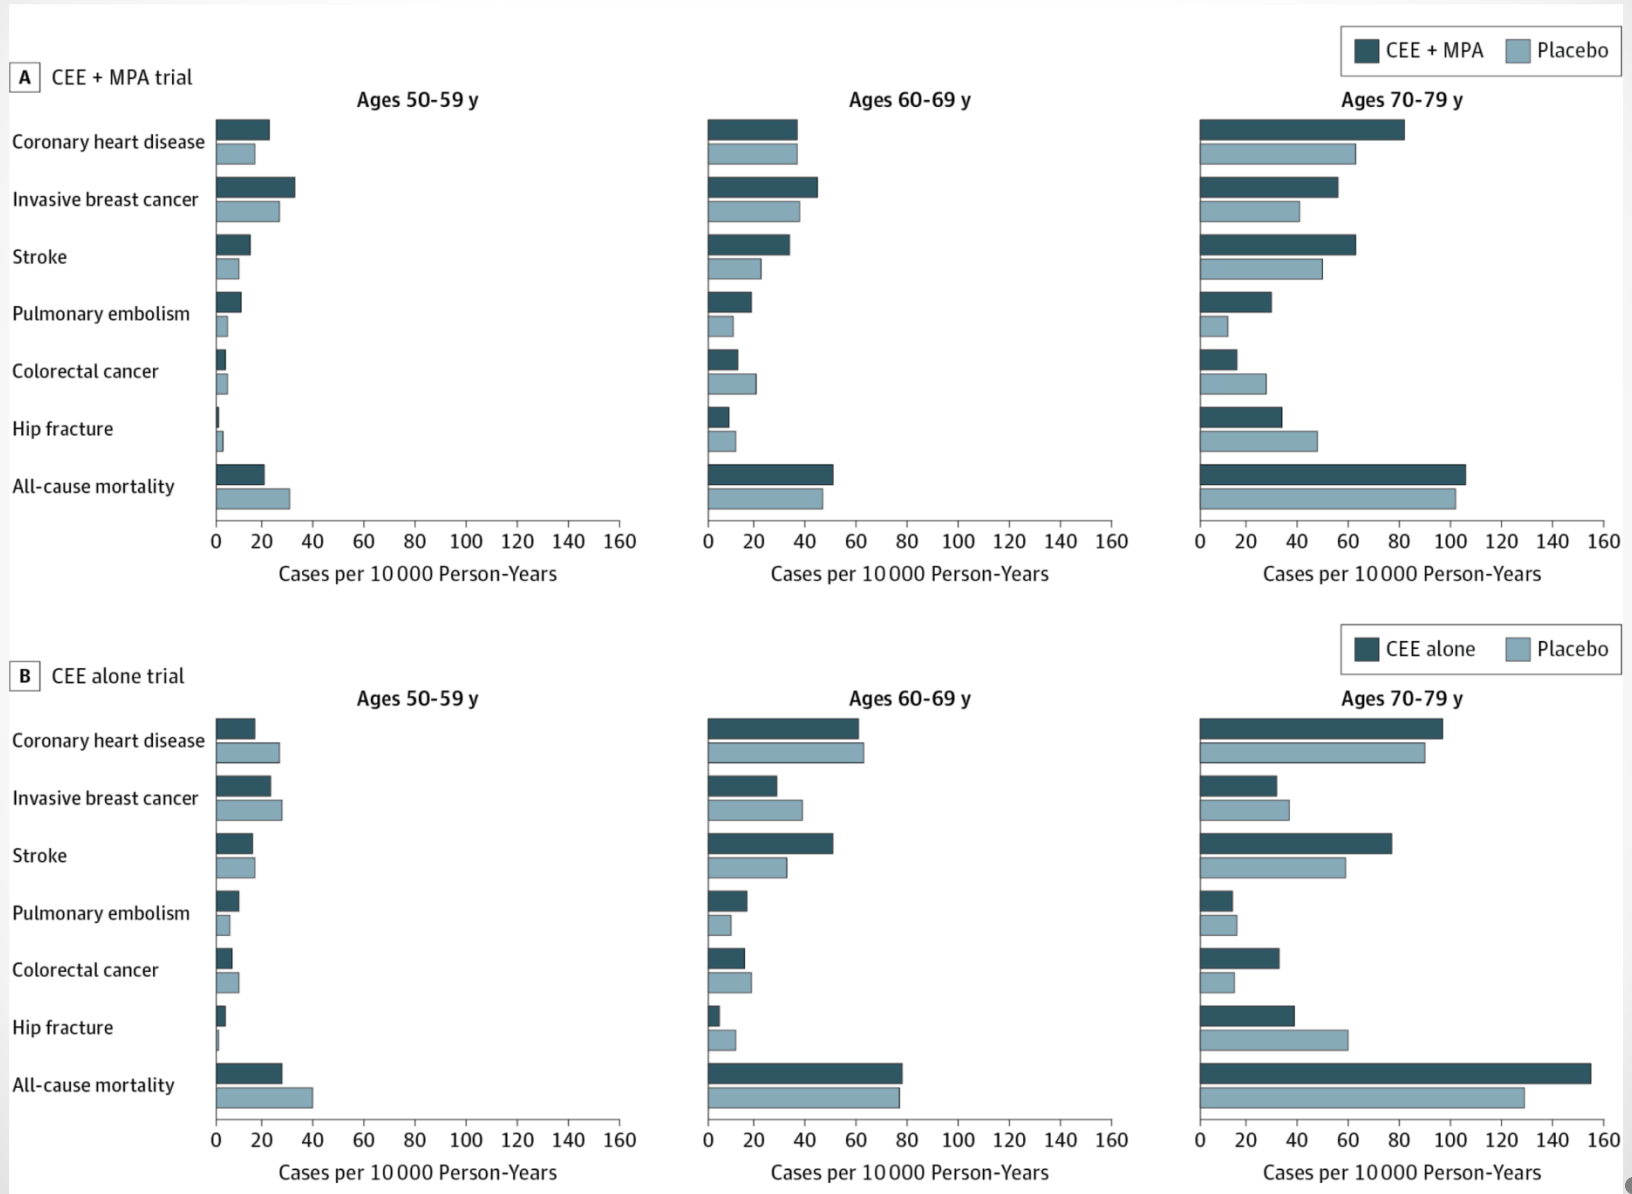 CEE + MPA Placebo
A CEE + MPA trial
Ages 50-59 y Ages 60-69 y Ages 70-79 y
Coronary heart disease
Invasive breast cancer
Stroke
Pulmonary embolism
Colorectal cancer
Hip fracture
All-cause mortality
0 20 40 60 80 100 120 140 160 0 20 40 60 80 100 120 140 160 0 20 40 60 80 100 120 140 160
Cases per 10 000 Person-Years Cases per 10 000 Person-Years Cases per 10 000 Person-Years
CEE alone Placebo
B CEE alone trial
Ages 50-59 y Ages 60-69 y Ages 70-79 y
Coronary heart disease
Invasive breast cancer
Stroke
Pulmonary embolism
Colorectal cancer
Hip fracture
All-cause mortality
0 20 40 60 80 100 120 140 160 0 20 40 60 80 100 120 140 160 0 20 40 60 80 100 120 140 160
Cases per 10 000 Person-Years Cases per 10 000 Person-Years Cases per 10 000 Person-Years